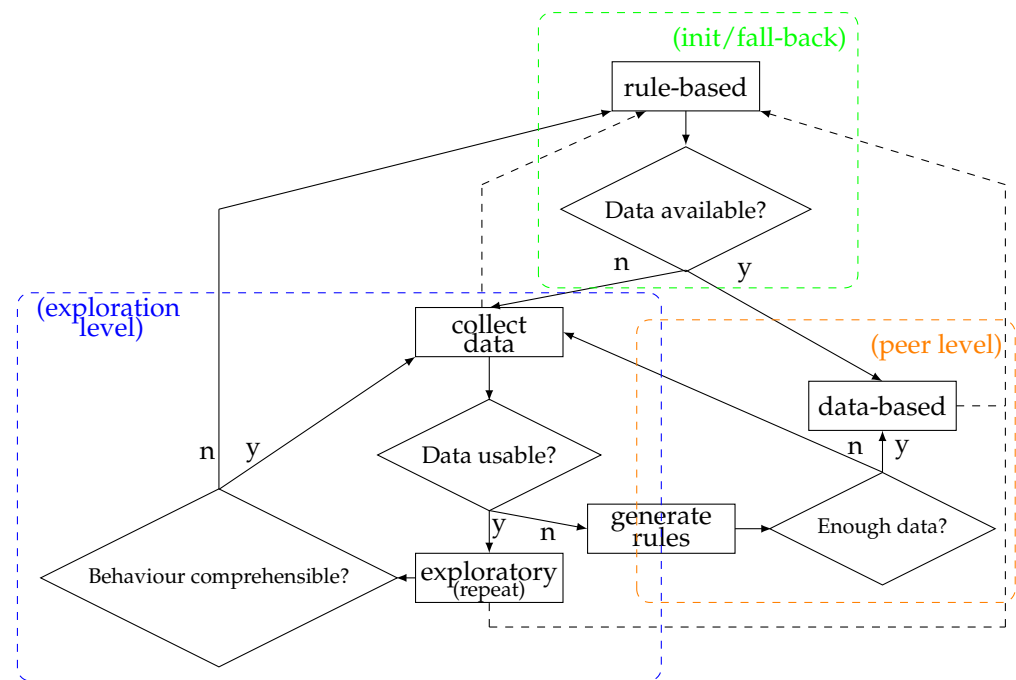 (init/fall-back)
rule-based
Data available?
n
y
(exploration
level)
collect
data
(peer level)
data-based
n
y
Data usable?
n
y
y
n
generate
rules
Enough data?
Behaviour comprehensible?
exploratory
(repeat)